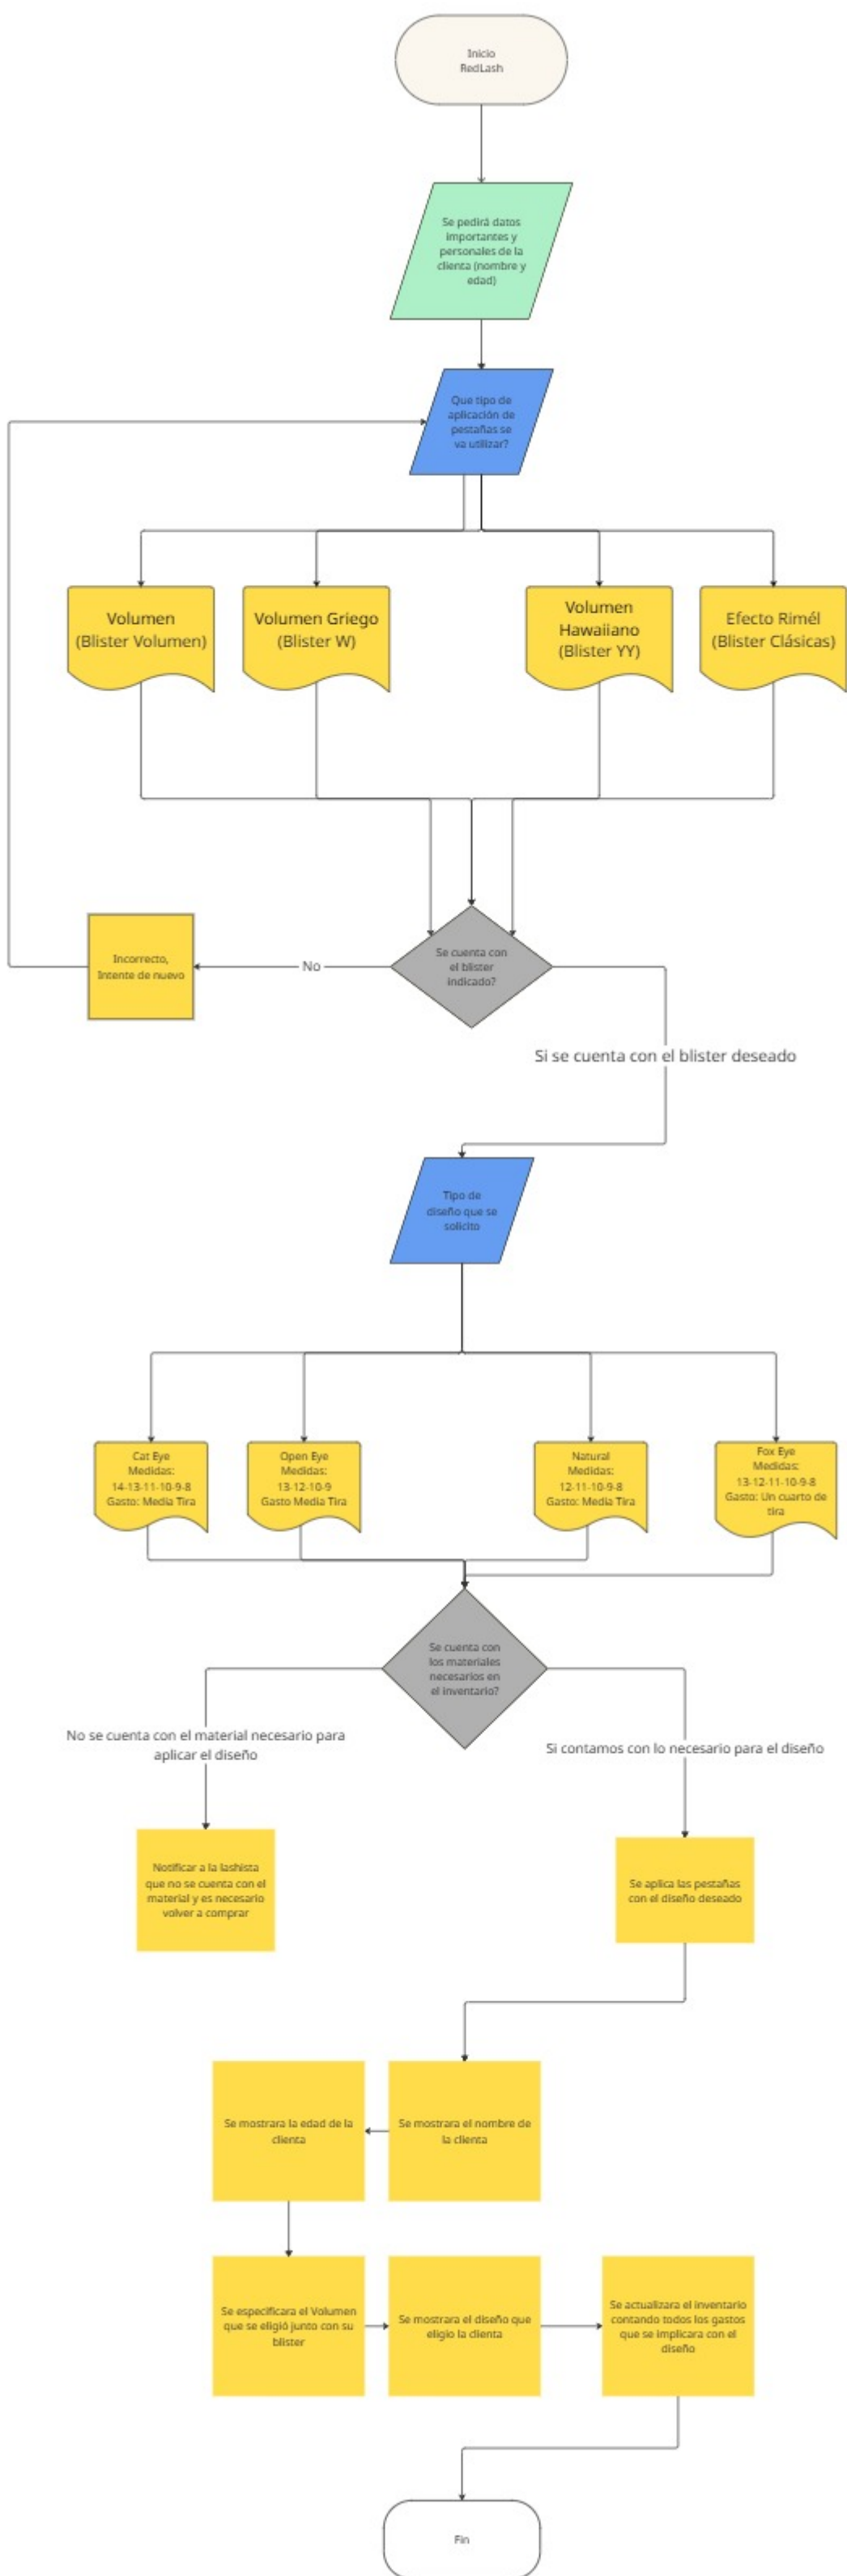 Inicio
RedLash
Se pedirá datos
importantes y
personales de la
clienta (nombre y
edad)
Que tipo de
aplicación de
pestañas se
va utilizar?
Volumen
(Blister Volumen)
Volumen Griego
(Blister W)
Volumen
Hawaiiano
(Blister YY)
Efecto Rimél
(Blister Clásicas)
Se cuenta con
el blister
indicado?
No
Incorrecto,
Intente de nuevo
Si se cuenta con el blister deseado
Tipo de
diseño que se
solicito
Cat Eye
Medidas:
14-13-11-10-9-8
Gasto: Media Tira
Open Eye
Medidas:
13-12-10-9
Gasto Media Tira
Natural
Medidas:
12-11-10-9-8
Gasto: Media Tira
Fox Eye
Medidas:
13-12-11-10-9-8
Gasto: Un cuarto de
tira
Se cuenta con
los materiales
necesarios en
el inventario?
No se cuenta con el material necesario para
aplicar el diseño
Si contamos con lo necesario para el diseño
Notificar a la lashista
que no se cuenta con el
material y es necesario
volver a comprar
Se aplica las pestañas
con el diseño deseado
Se mostrara el nombre de
la clienta
Se mostrara la edad de la
clienta
Se especificara el Volumen
que se eligió junto con su
blister
Se mostrara el diseño que
eligio la clienta
Se actualizara el inventario
contando todos los gastos
que se implicara con el
diseño
Fin